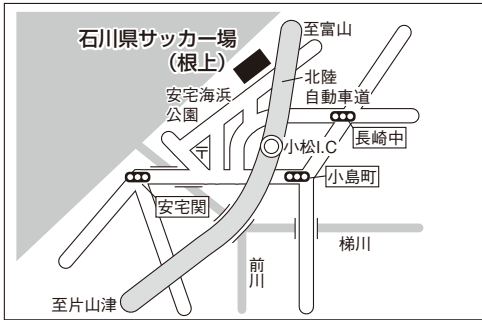 石川県サッカー場
(根上)
至富山
北陸
自動車道
安宅海浜
公園
長崎中
小松I.C
〒
小島町
安宅関
梯川
前川
至片山津